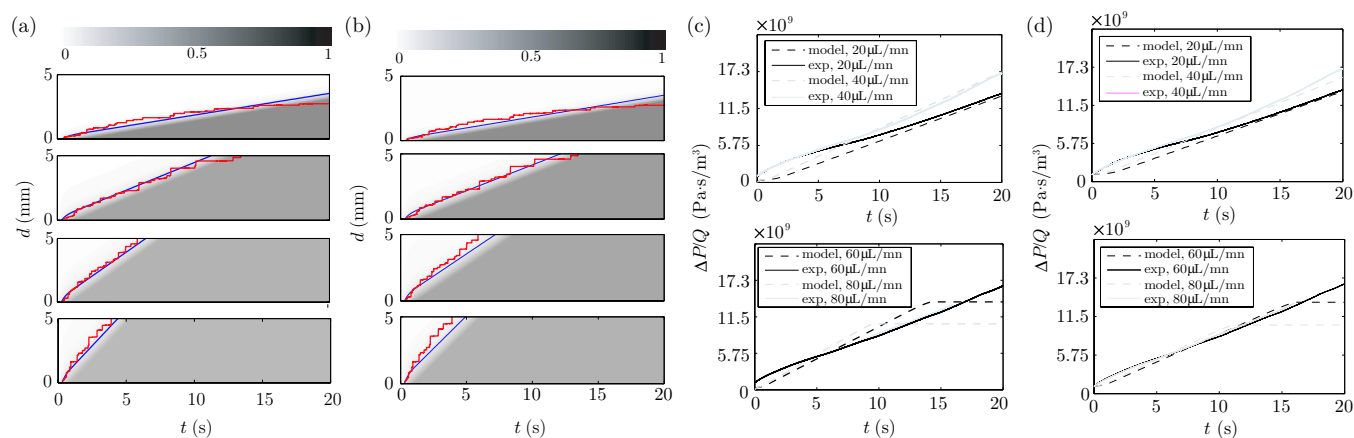 (a)
0
0.5
1
5
0
5
0
5
0
5
0
0
5
10
15
20
d (mm)
t (s)
(b)
0
0.5
1
5
0
5
0
5
0
5
0
0
5
10
15
20
d (mm)
t (s)
(c)
×10⁹
17.3
11.5
5.75
0
model, 20μL/mn
exp, 20μL/mn
model, 40μL/mn
exp, 40μL/mn
0
5
10
15
20
t (s)
ΔP/Q (Pa·s/m³)
×10⁹
17.3
11.5
5.75
0
model, 60μL/mn
exp, 60μL/mn
model, 80μL/mn
exp, 80μL/mn
0
5
10
15
20
t (s)
(d)
×10⁹
17.3
11.5
5.75
0
model, 20μL/mn
exp, 20μL/mn
model, 40μL/mn
exp, 40μL/mn
0
5
10
15
20
t (s)
ΔP/Q (Pa·s/m³)
×10⁹
17.3
11.5
5.75
0
model, 60μL/mn
exp, 60μL/mn
model, 80μL/mn
exp, 80μL/mn
0
5
10
15
20
t (s)